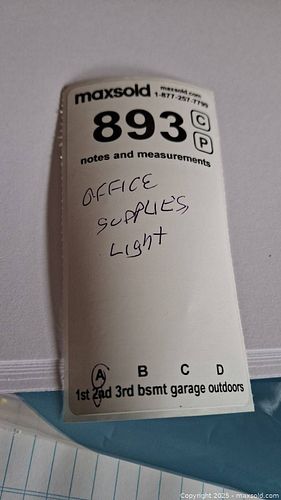 maxsold maxsold.com
1-877-257-7799
893 C
P
notes and measurements
OFFICE
SUPPLIES,
Light
A B C D
1st 2nd 3rd bsmt garage outdoors
Copyright 2025 - maxsold.com